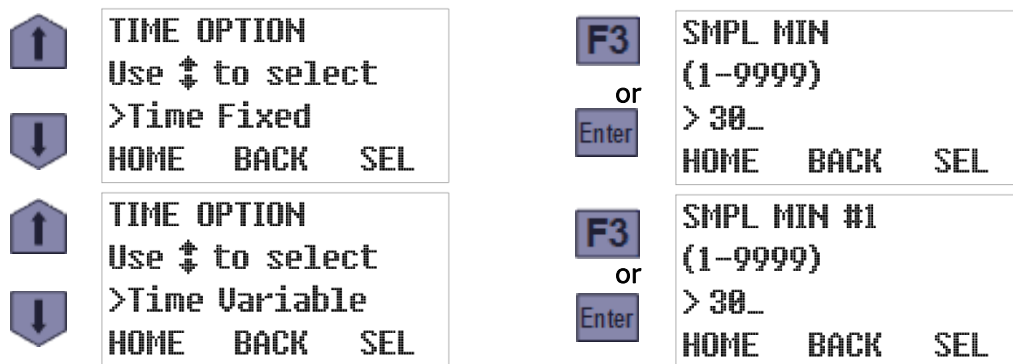 TIME OPTION
Use ↕ to select
>Time Fixed
HOME BACK SEL
F3
or
Enter
SMPL MIN
(1-9999)
> 30_
HOME BACK SEL
TIME OPTION
Use ↕ to select
>Time Variable
HOME BACK SEL
F3
or
Enter
SMPL MIN #1
(1-9999)
> 30_
HOME BACK SEL